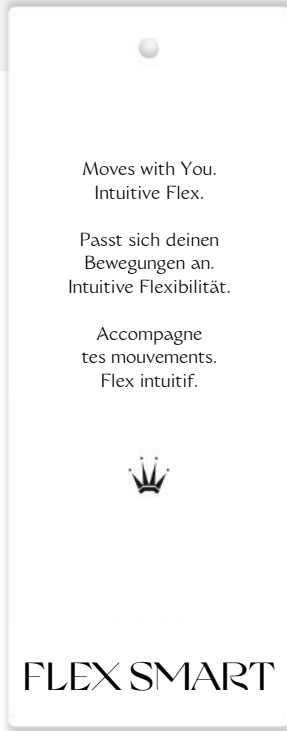 Moves with You.
Intuitive Flex.
Passt sich deinen
Bewegungen an.
Intuitive Flexibilität.
Accompagne
tes mouvements.
Flex intuitif.
FLEX SMART